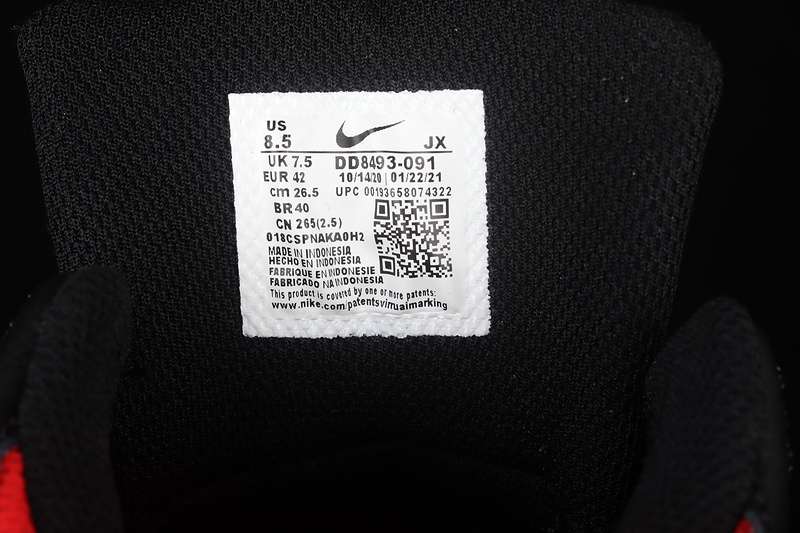 US
8.5 JX
UK 7.5 DD8493-091
EUR 42 10/14/20 | 01/22/21
cm 26.5 UPC 00193658074322
BR 40
CN 265(2.5)
018CSPNAKA0H2
MADE IN INDONESIA
HECHO EN INDONESIA
FABRIQUE EN INDONESIE
FABRICADO NA INDONESIA
This product is covered by one or more patents:
www.nike.com/patentsvirtuaimarking